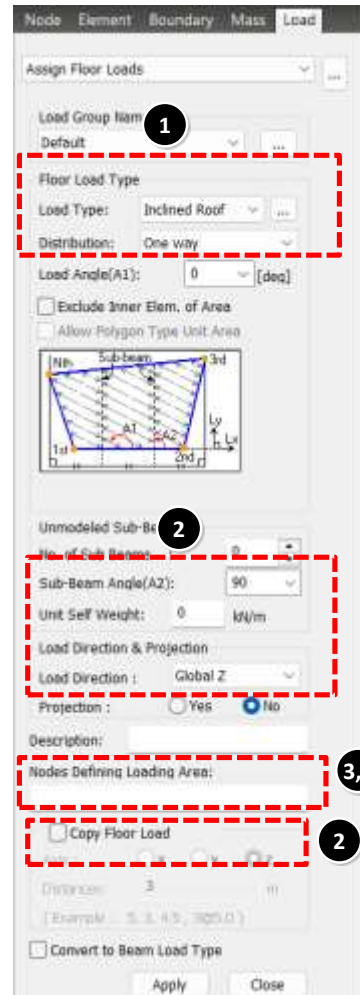 Node Element Boundary Mass Load
Assign Floor Loads
...
Load Group Nam
1
Default
...
Floor Load Type
Load Type: Inclined Roof ...
Distribution: One way
Load Angle(A1): 0 [deg]
Exclude Inner Elem. of Area
Allow Polygon Type Unit Area
Nth Sub-beam 3rd
A1 A2 Ly
Lx
1st 2nd
Unmodeled Sub-Be
2
No. of Sub Beams 0
Sub-Beam Angle(A2): 90
Unit Self Weight: 0 kN/m
Load Direction & Projection
Load Direction : Global Z
Projection : Yes No
Description:
Nodes Defining Loading Area:
3,
Copy Floor Load
2
Axis : x y z
Distances: 3 m
Convert to Beam Load Type
Apply Close